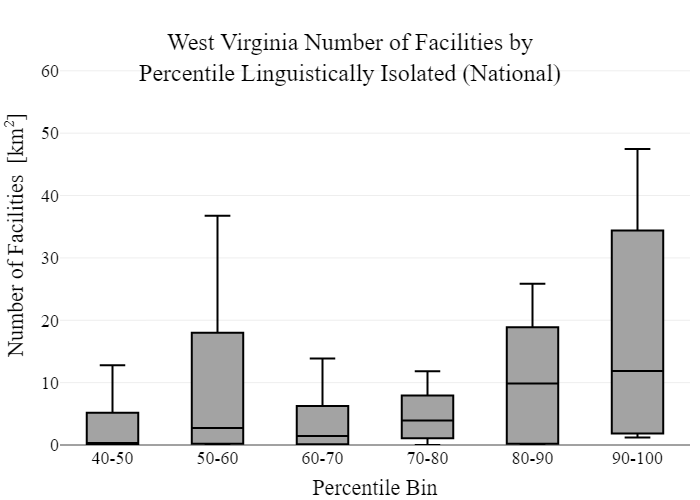 West Virginia Number of Facilities by
Percentile Linguistically Isolated (National)
Number of Facilities [km²]
60
50
40
30
20
10
0
40-50 50-60 60-70 70-80 80-90 90-100
Percentile Bin